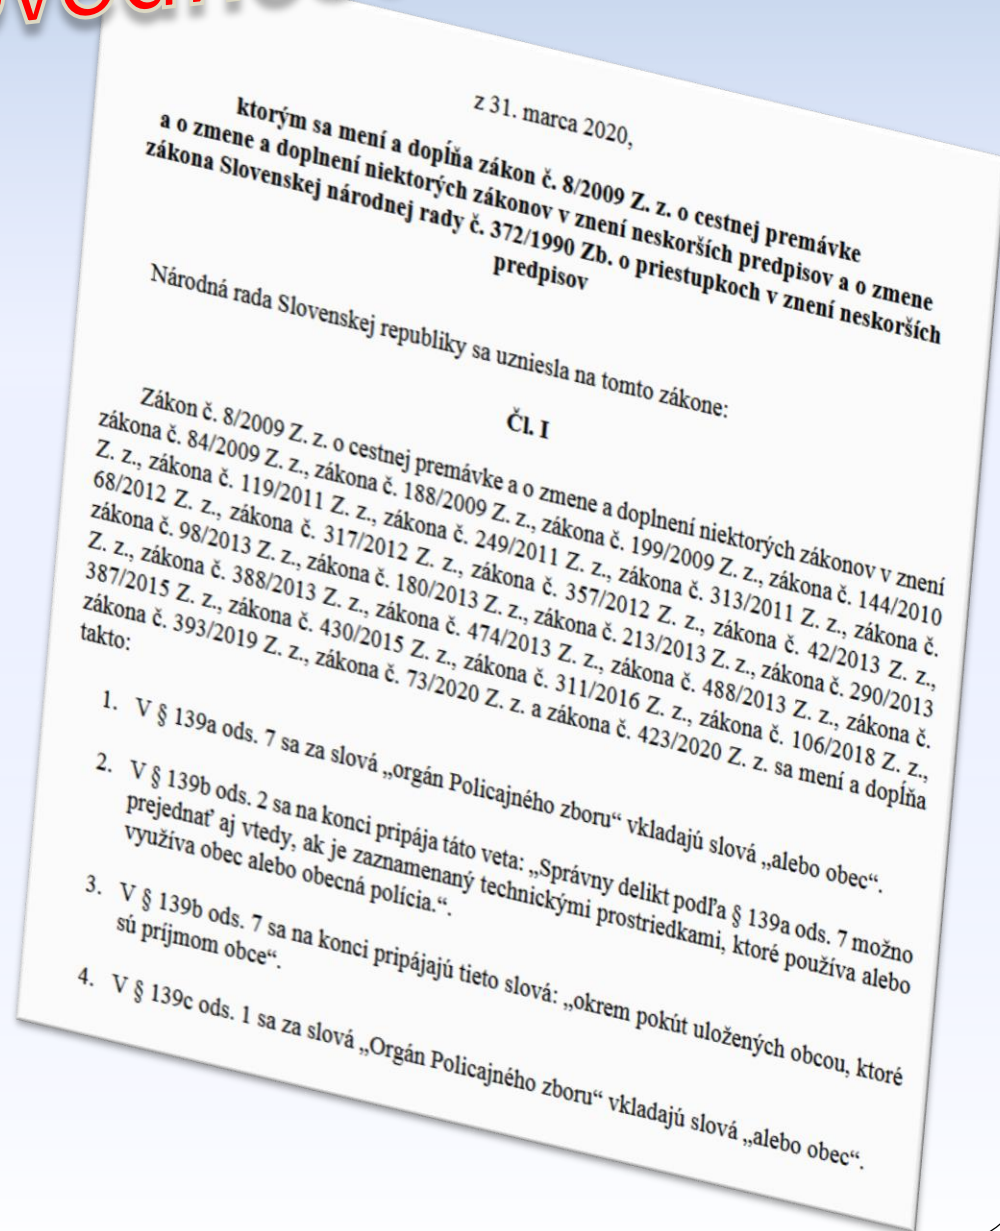 z 31. marca 2020,
ktorým sa mení a dopĺňa zákon č. 8/2009 Z. z. o cestnej premávke
a o zmene a doplnení niektorých zákonov v znení neskorších predpisov a o zmene
zákona Slovenskej národnej rady č. 372/1990 Zb. o priestupkoch v znení neskorších
predpisov
Národná rada Slovenskej republiky sa uzniesla na tomto zákone:
Čl. I
Zákon č. 8/2009 Z. z. o cestnej premávke a o zmene a doplnení niektorých zákonov v znení
zákona č. 84/2009 Z. z., zákona č. 188/2009 Z. z., zákona č. 199/2009 Z. z., zákona č. 144/2010
Z. z., zákona č. 119/2011 Z. z., zákona č. 249/2011 Z. z., zákona č. 313/2011 Z. z., zákona č.
68/2012 Z. z., zákona č. 317/2012 Z. z., zákona č. 357/2012 Z. z., zákona č. 42/2013 Z. z.,
zákona č. 98/2013 Z. z., zákona č. 180/2013 Z. z., zákona č. 213/2013 Z. z., zákona č. 290/2013
Z. z., zákona č. 388/2013 Z. z., zákona č. 474/2013 Z. z., zákona č. 488/2013 Z. z., zákona č.
387/2015 Z. z., zákona č. 430/2015 Z. z., zákona č. 311/2016 Z. z., zákona č. 106/2018 Z. z.,
zákona č. 393/2019 Z. z., zákona č. 73/2020 Z. z. a zákona č. 423/2020 Z. z. sa mení a dopĺňa
takto:
1. V § 139a ods. 7 sa za slová „orgán Policajného zboru“ vkladajú slová „alebo obec“.
2. V § 139b ods. 2 sa na konci pripája táto veta: „Správny delikt podľa § 139a ods. 7 možno
prejednať aj vtedy, ak je zaznamenaný technickými prostriedkami, ktoré používa alebo
využíva obec alebo obecná polícia.“.
3. V § 139b ods. 7 sa na konci pripájajú tieto slová: „okrem pokút uložených obcou, ktoré
sú príjmom obce“.
4. V § 139c ods. 1 sa za slová „Orgán Policajného zboru“ vkladajú slová „alebo obec“.